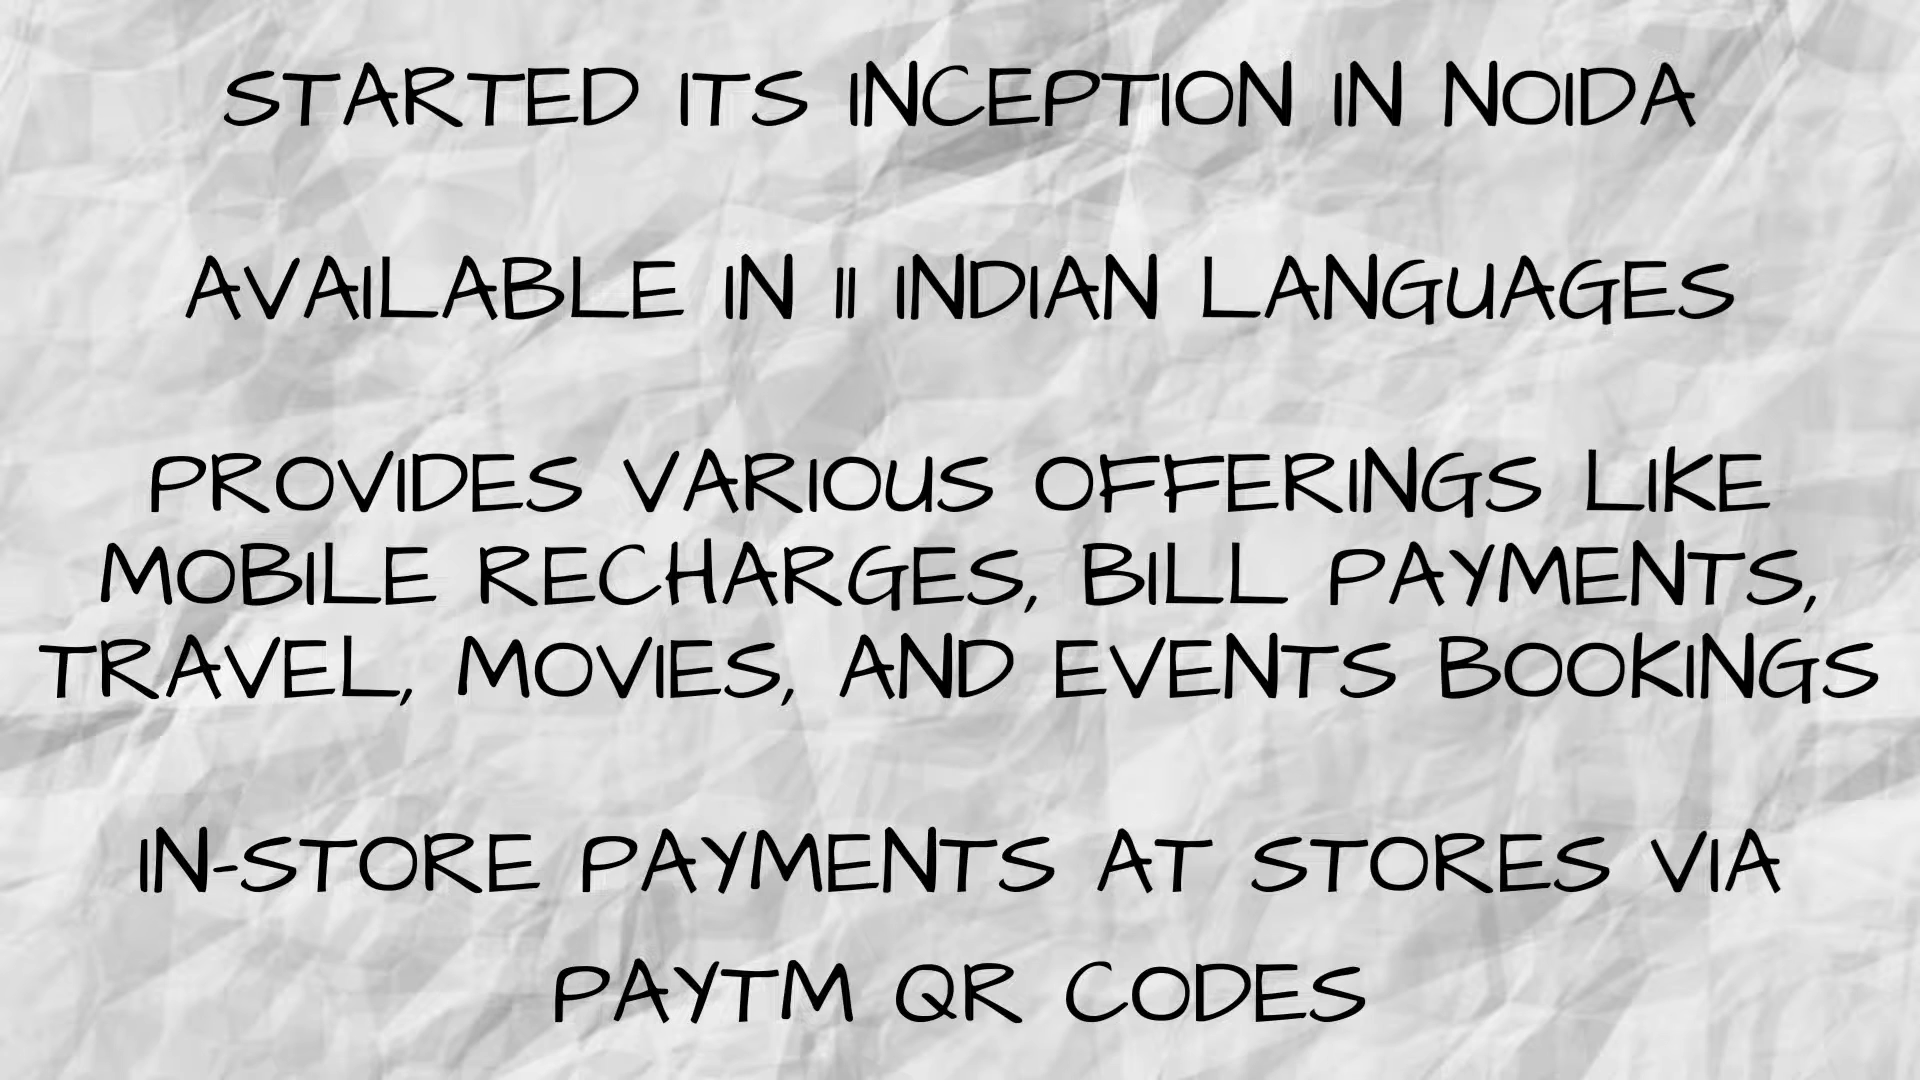 STARTED ITS INCEPTION IN NOIDA
AVAILABLE IN 11 INDIAN LANGUAGES
PROVIDES VARIOUS OFFERINGS LIKE
MOBILE RECHARGES, BILL PAYMENTS,
TRAVEL, MOVIES, AND EVENTS BOOKINGS
IN-STORE PAYMENTS AT STORES VIA
PAYTM QR CODES